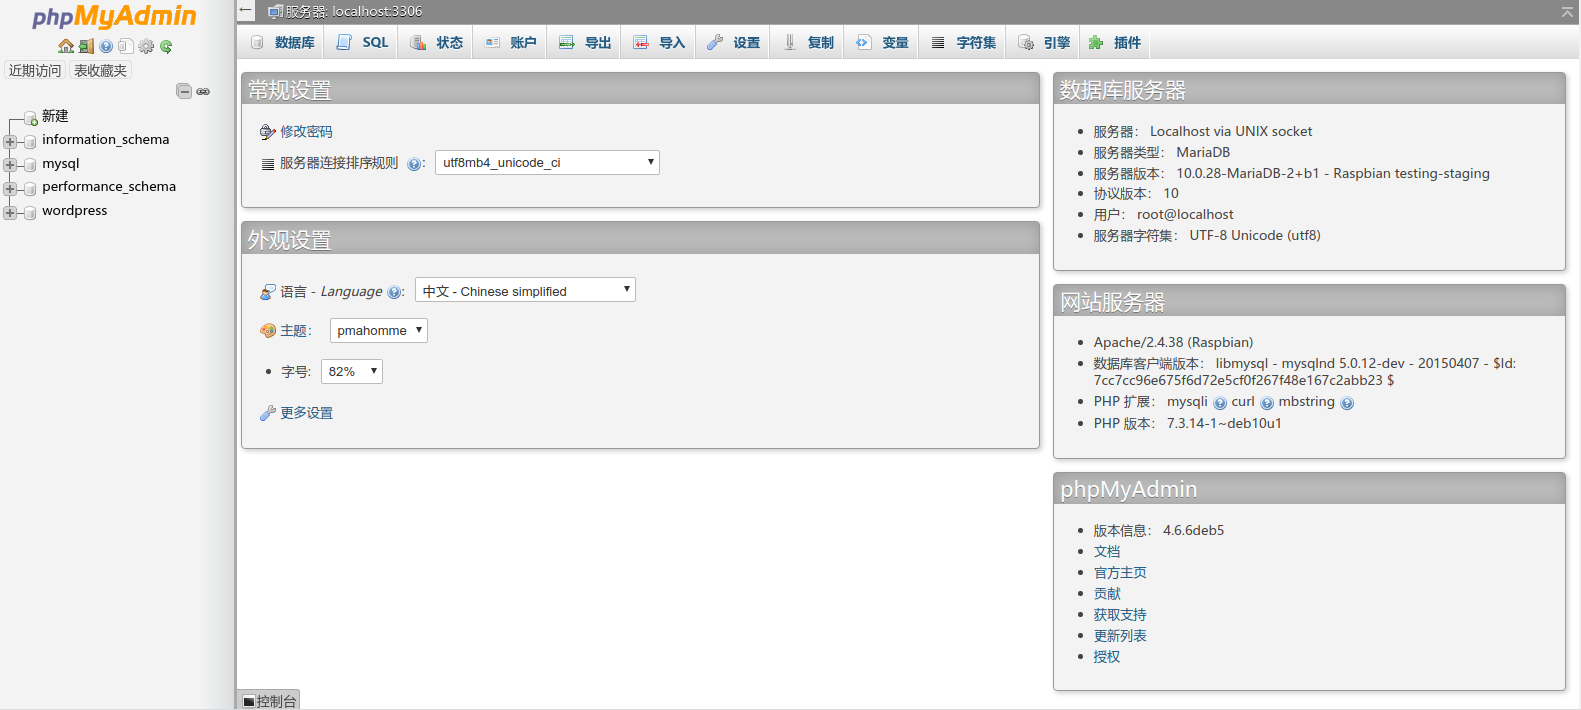 phpMyAdmin
近期访问 表收藏夹
新建
information_schema
mysql
performance_schema
wordpress
← 服务器: localhost:3306
数据库 SQL 状态 账户 导出 导入 设置 复制 变量 字符集 引擎 插件
常规设置
修改密码
服务器连接排序规则 : utf8mb4_unicode_ci
外观设置
语言 - Language : 中文 - Chinese simplified
主题: pmahomme
字号: 82%
更多设置
数据库服务器
服务器: Localhost via UNIX socket
服务器类型: MariaDB
服务器版本: 10.0.28-MariaDB-2+b1 - Raspbian testing-staging
协议版本: 10
用户: root@localhost
服务器字符集: UTF-8 Unicode (utf8)
网站服务器
Apache/2.4.38 (Raspbian)
数据库客户端版本: libmysql - mysqlnd 5.0.12-dev - 20150407 - $Id:
7cc7cc96e675f6d72e5cf0f267f48e167c2abb23 $
PHP 扩展: mysqli curl mbstring
PHP 版本: 7.3.14-1~deb10u1
phpMyAdmin
版本信息: 4.6.6deb5
文档
官方主页
贡献
获取支持
更新列表
授权
控制台